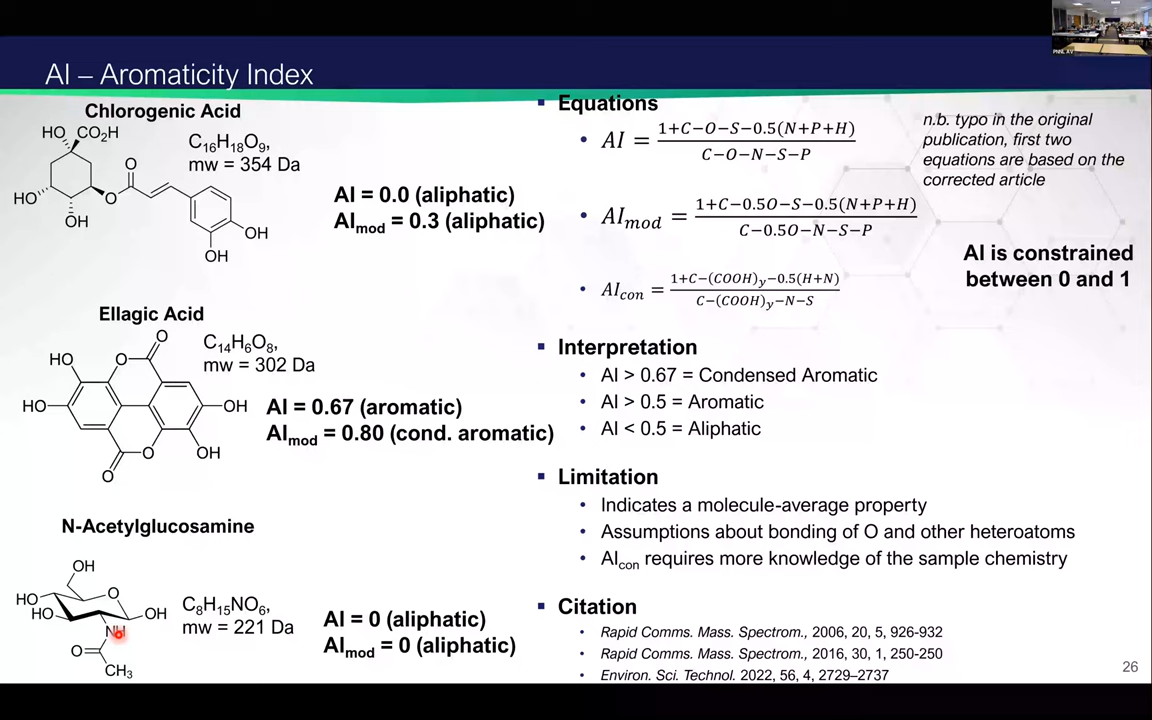 AI – Aromaticity Index
Chlorogenic Acid
HO CO₂H
O
HO
O
OH
OH
OH
C₁₆H₁₈O₉,
mw = 354 Da
AI = 0.0 (aliphatic)
AImod = 0.3 (aliphatic)
Ellagic Acid
O
HO
O
HO
OH
O
OH
O
C₁₄H₆O₈,
mw = 302 Da
AI = 0.67 (aromatic)
AImod = 0.80 (cond. aromatic)
N-Acetylglucosamine
OH
HO
O
HO
OH
O
CH₃
C₈H₁₅NO₆,
mw = 221 Da
AI = 0 (aliphatic)
AImod = 0 (aliphatic)
▪ Equations
• AI = (1+C−O−S−0.5(N+P+H))/(C−O−N−S−P)
• AImod = (1+C−0.5O−S−0.5(N+P+H))/(C−0.5O−N−S−P)
• AIcon = (1+C−(COOH)y−0.5(H+N))/(C−(COOH)y−N−S)
n.b. typo in the original
publication, first two
equations are based on the
corrected article
AI is constrained
between 0 and 1
▪ Interpretation
• AI > 0.67 = Condensed Aromatic
• AI > 0.5 = Aromatic
• AI < 0.5 = Aliphatic
▪ Limitation
• Indicates a molecule-average property
• Assumptions about bonding of O and other heteroatoms
• AIcon requires more knowledge of the sample chemistry
▪ Citation
• Rapid Comms. Mass. Spectrom., 2006, 20, 5, 926-932
• Rapid Comms. Mass. Spectrom., 2016, 30, 1, 250-250
• Environ. Sci. Technol. 2022, 56, 4, 2729–2737
26